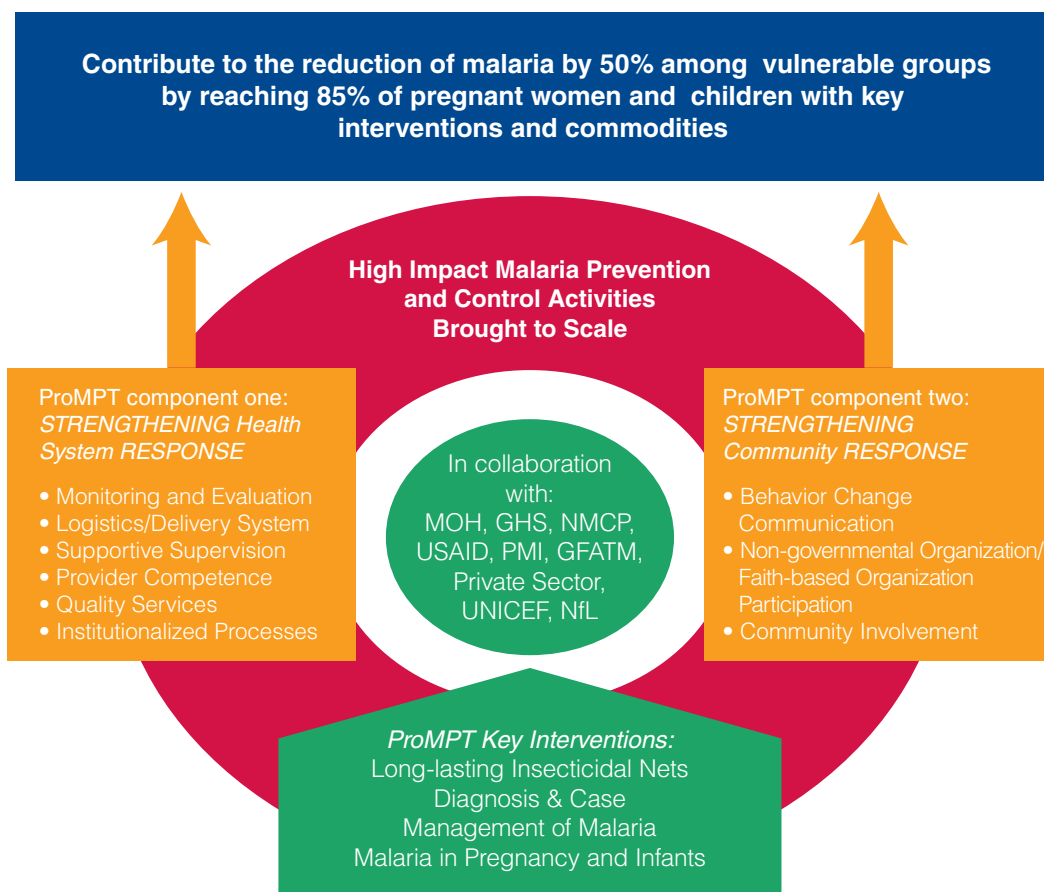 Contribute to the reduction of malaria by 50% among vulnerable groups
by reaching 85% of pregnant women and children with key
interventions and commodities
High Impact Malaria Prevention
and Control Activities
Brought to Scale
ProMPT component one:
STRENGTHENING Health
System RESPONSE
• Monitoring and Evaluation
• Logistics/Delivery System
• Supportive Supervision
• Provider Competence
• Quality Services
• Institutionalized Processes
In collaboration
with:
MOH, GHS, NMCP,
USAID, PMI, GFATM,
Private Sector,
UNICEF, NfL
ProMPT component two:
STRENGTHENING
Community RESPONSE
• Behavior Change
Communication
• Non-governmental Organization/
Faith-based Organization
Participation
• Community Involvement
ProMPT Key Interventions:
Long-lasting Insecticidal Nets
Diagnosis & Case
Management of Malaria
Malaria in Pregnancy and Infants